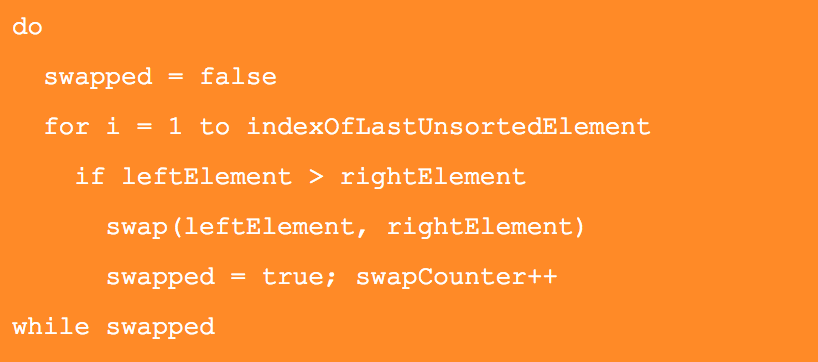 do
  swapped = false
  for i = 1 to indexOfLastUnsortedElement
    if leftElement > rightElement
      swap(leftElement, rightElement)
      swapped = true; swapCounter++
while swapped